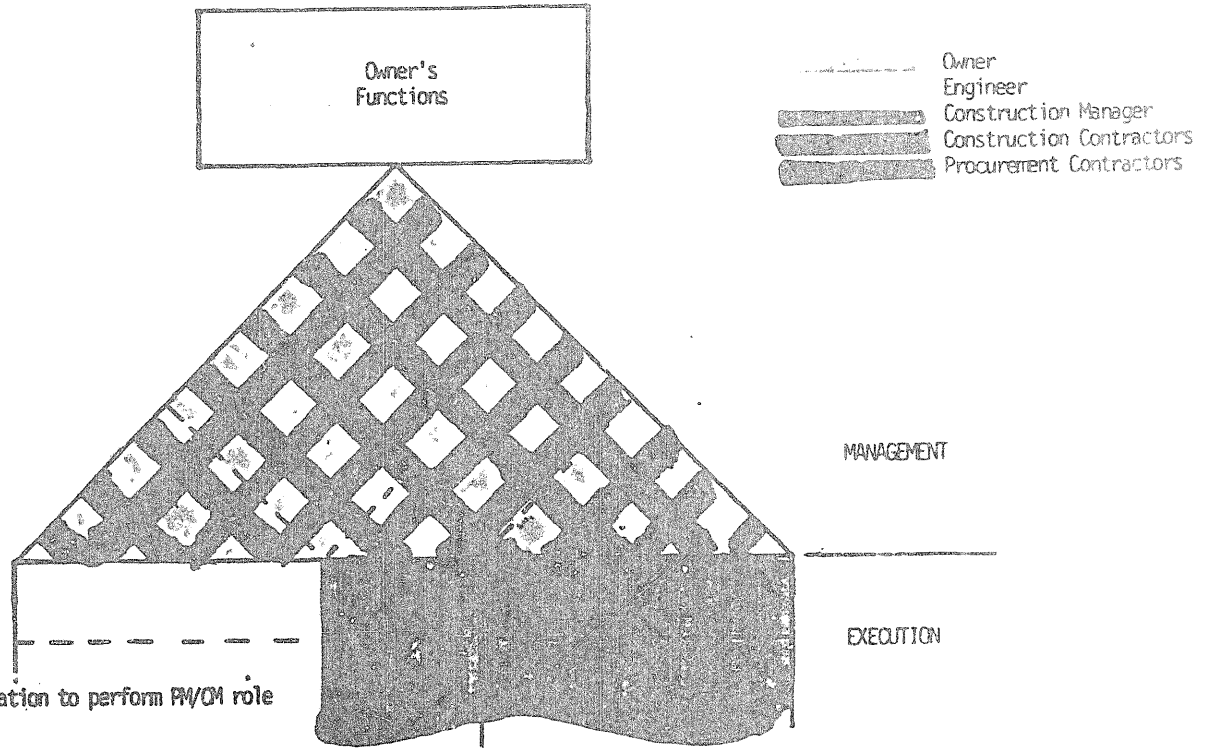 Owner's
Functions
Owner
Engineer
Construction Manager
Construction Contractors
Procurement Contractors
MANAGEMENT
EXECUTION
ation to perform PM/CM role